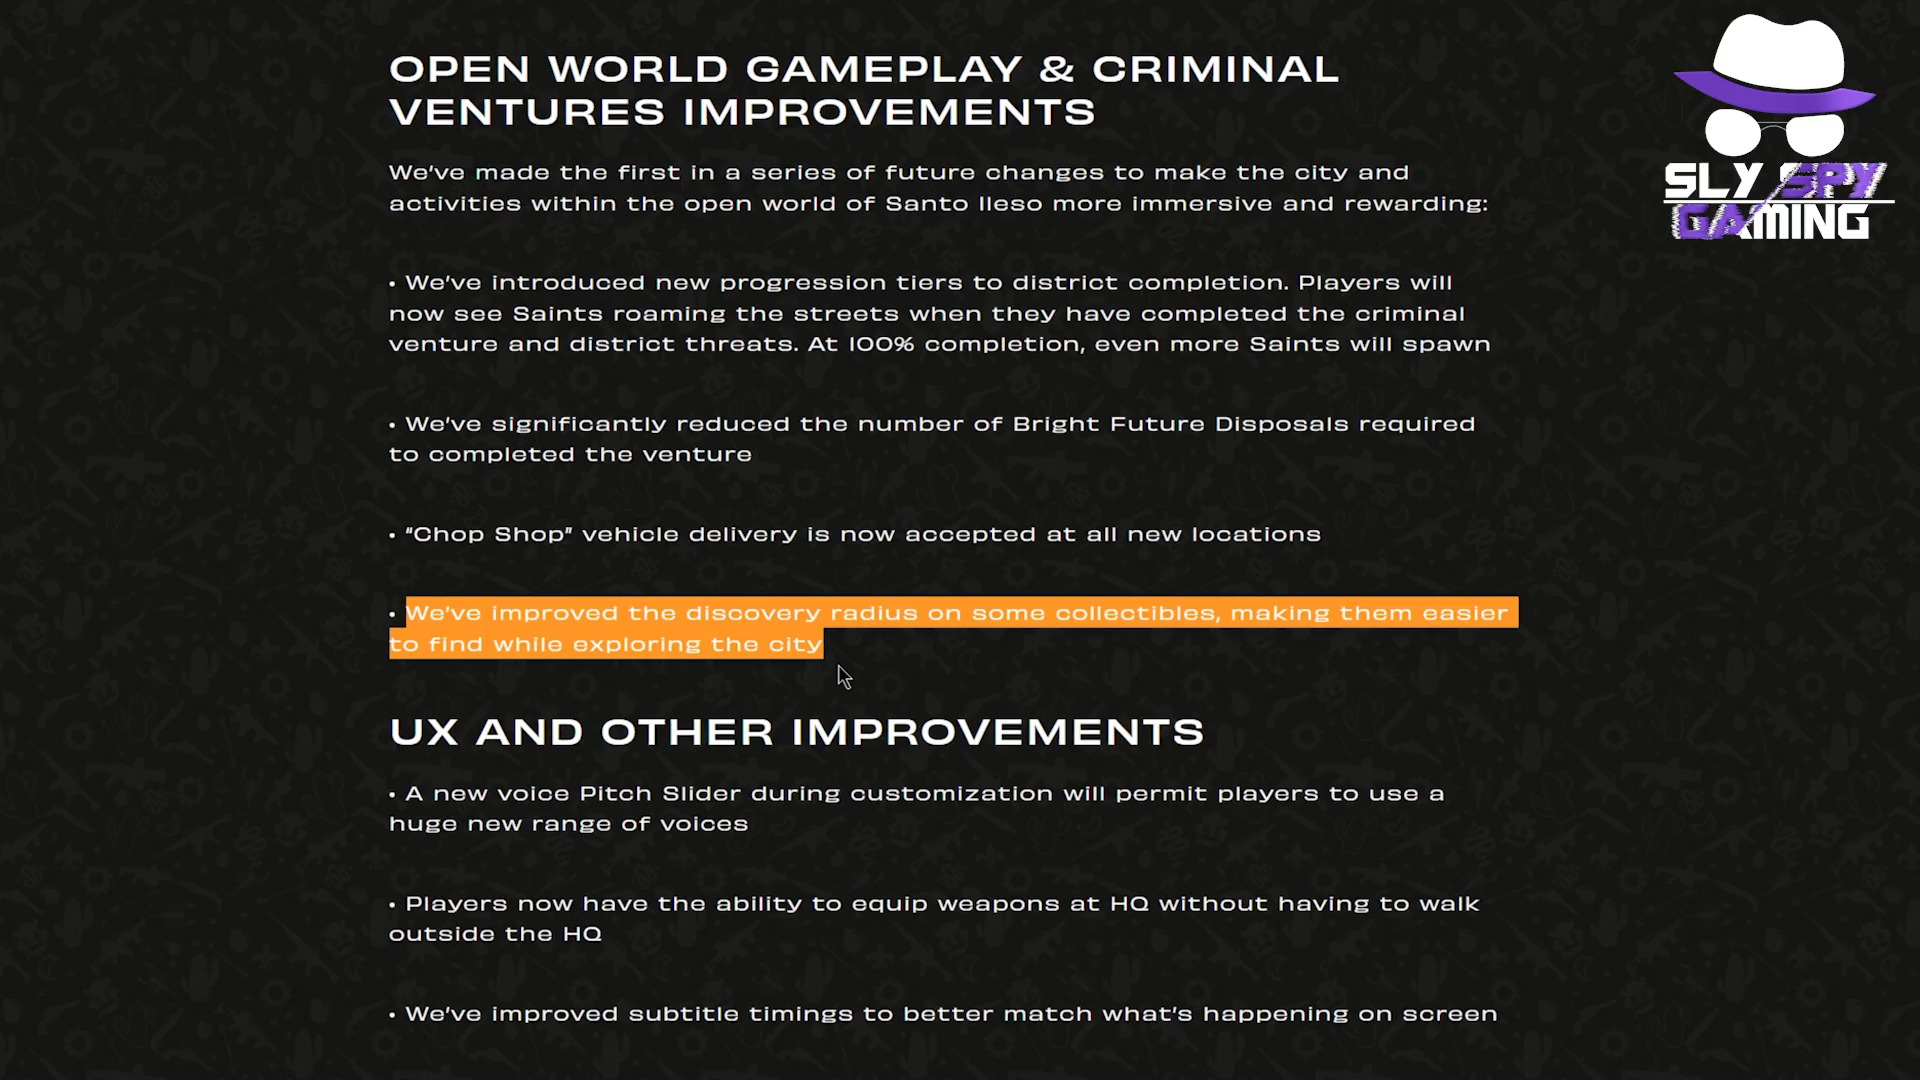 OPEN WORLD GAMEPLAY & CRIMINAL
VENTURES IMPROVEMENTS
We've made the first in a series of future changes to make the city and
activities within the open world of Santo Ileso more immersive and rewarding:
• We've introduced new progression tiers to district completion. Players will
now see Saints roaming the streets when they have completed the criminal
venture and district threats. At 100% completion, even more Saints will spawn
• We've significantly reduced the number of Bright Future Disposals required
to completed the venture
• "Chop Shop" vehicle delivery is now accepted at all new locations
• We've improved the discovery radius on some collectibles, making them easier
to find while exploring the city
UX AND OTHER IMPROVEMENTS
• A new voice Pitch Slider during customization will permit players to use a
huge new range of voices
• Players now have the ability to equip weapons at HQ without having to walk
outside the HQ
• We've improved subtitle timings to better match what's happening on screen
SLY SPY
GAMING